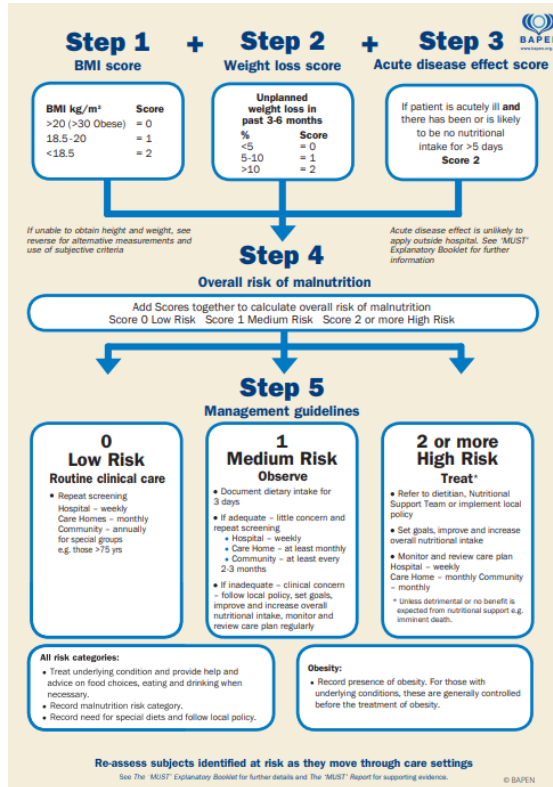 BAPEN
www.bapen.org.uk
Step 1 + Step 2 + Step 3
BMI score
Weight loss score
Acute disease effect score
BMI kg/m² Score
>20 (>30 Obese) = 0
18.5-20 = 1
<18.5 = 2
Unplanned
weight loss in
past 3-6 months
% Score
<5 = 0
5-10 = 1
>10 = 2
If patient is acutely ill and
there has been or is likely
to be no nutritional
intake for >5 days
Score 2
If unable to obtain height and weight, see
reverse for alternative measurements and
use of subjective criteria
Acute disease effect is unlikely to
apply outside hospital. See 'MUST'
Explanatory Booklet for further
information
Step 4
Overall risk of malnutrition
Add Scores together to calculate overall risk of malnutrition
Score 0 Low Risk Score 1 Medium Risk Score 2 or more High Risk
Step 5
Management guidelines
0
Low Risk
Routine clinical care
• Repeat screening
Hospital – weekly
Care Homes – monthly
Community – annually
for special groups
e.g. those >75 yrs
1
Medium Risk
Observe
• Document dietary intake for
3 days
• If adequate – little concern and
repeat screening
• Hospital – weekly
• Care Home – at least monthly
• Community – at least every
2-3 months
• If inadequate – clinical concern
– follow local policy, set goals,
improve and increase overall
nutritional intake, monitor and
review care plan regularly
2 or more
High Risk
Treat*
• Refer to dietitian, Nutritional
Support Team or implement local
policy
• Set goals, improve and increase
overall nutritional intake
• Monitor and review care plan
Hospital – weekly
Care Home – monthly Community
– monthly
* Unless detrimental or no benefit is
expected from nutritional support e.g.
imminent death.
All risk categories:
• Treat underlying condition and provide help and
advice on food choices, eating and drinking when
necessary.
• Record malnutrition risk category.
• Record need for special diets and follow local policy.
Obesity:
• Record presence of obesity. For those with
underlying conditions, these are generally controlled
before the treatment of obesity.
Re-assess subjects identified at risk as they move through care settings
See The 'MUST' Explanatory Booklet for further details and The 'MUST' Report for supporting evidence.
© BAPEN